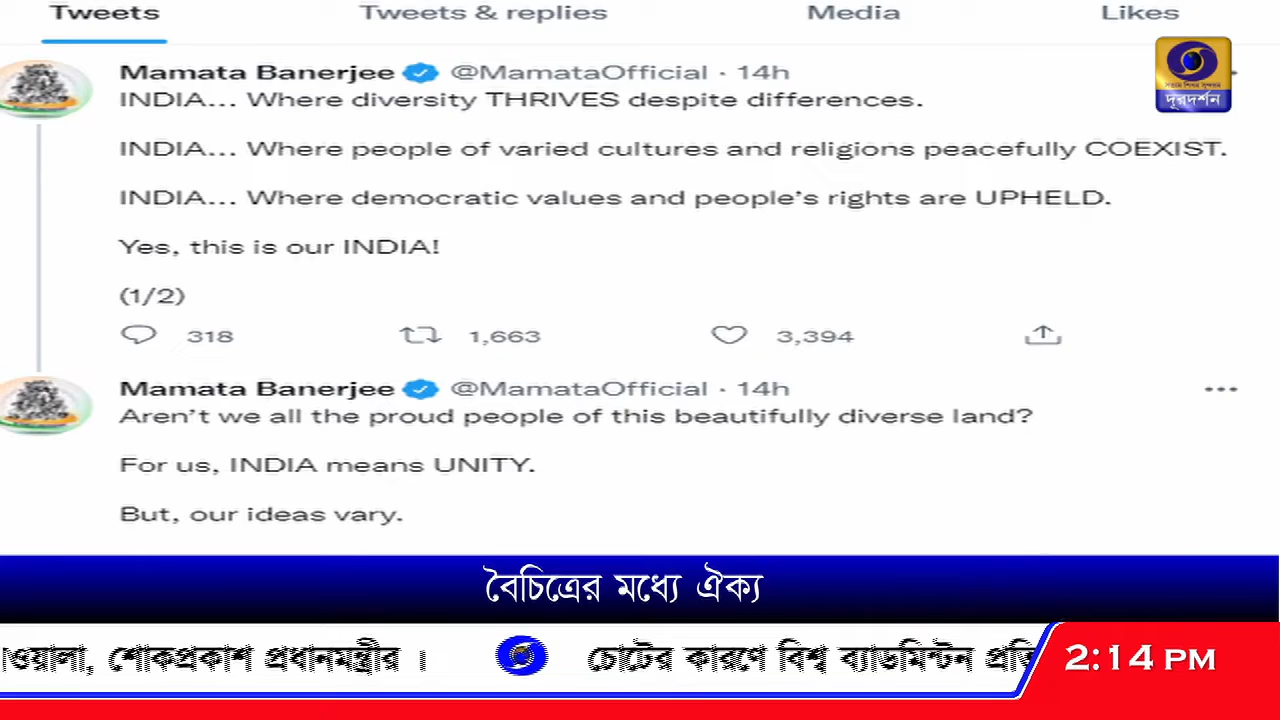 Tweets Tweets & replies Media Likes
Mamata Banerjee @MamataOfficial · 14h
INDIA... Where diversity THRIVES despite differences.
INDIA... Where people of varied cultures and religions peacefully COEXIST.
INDIA... Where democratic values and people's rights are UPHELD.
Yes, this is our INDIA!
(1/2)
318 1,663 3,394
Mamata Banerjee @MamataOfficial · 14h
Aren't we all the proud people of this beautifully diverse land?
For us, INDIA means UNITY.
But, our ideas vary.
দূরদর্শন
বৈচিত্রের মধ্যে ঐক্য
শোকপ্রকাশ প্রধানমন্ত্রীর । চোটের কারণে বিশ্ব ব্যাডমিন্টন
2:14 PM